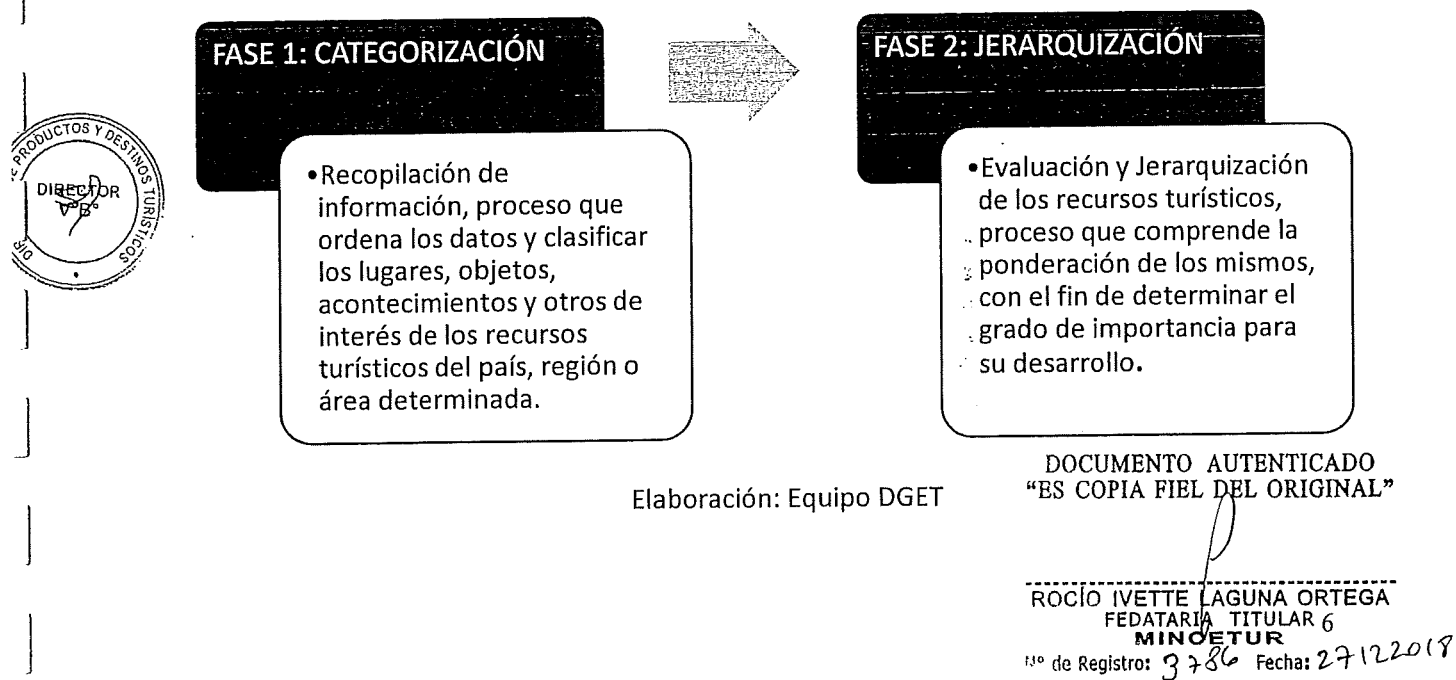 FASE 1: CATEGORIZACIÓN
•Recopilación de
información, proceso que
ordena los datos y clasificar
los lugares, objetos,
acontecimientos y otros de
interés de los recursos
turísticos del país, región o
área determinada.
FASE 2: JERARQUIZACIÓN
•Evaluación y Jerarquización
de los recursos turísticos,
proceso que comprende la
ponderación de los mismos,
con el fin de determinar el
grado de importancia para
su desarrollo.
PRODUCTOS Y DESTINOS TURÍSTICOS
DIRECTOR
V°B°
Elaboración: Equipo DGET
DOCUMENTO AUTENTICADO
“ES COPIA FIEL DEL ORIGINAL”
ROCÍO IVETTE LAGUNA ORTEGA
FEDATARIA TITULAR 6
MINCETUR
Nº de Registro: 3786 Fecha: 27122018